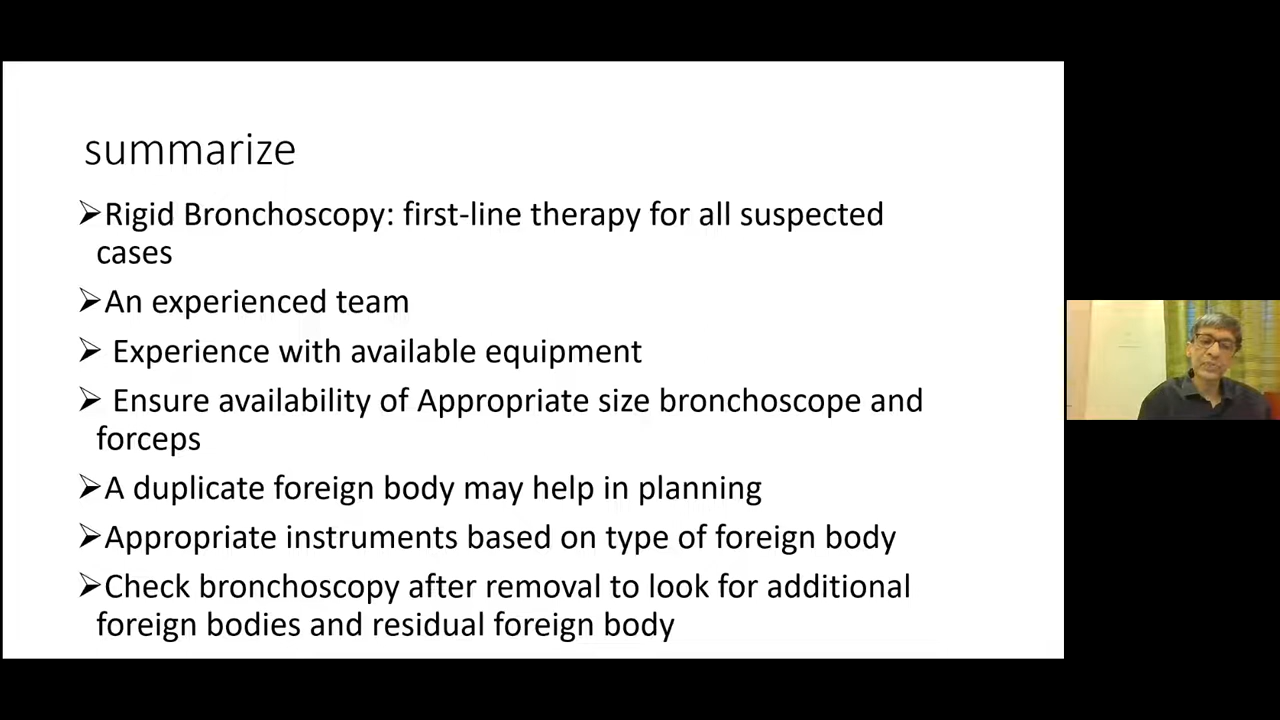 summarize
➢Rigid Bronchoscopy: first-line therapy for all suspected
cases
➢An experienced team
➢ Experience with available equipment
➢ Ensure availability of Appropriate size bronchoscope and
forceps
➢A duplicate foreign body may help in planning
➢Appropriate instruments based on type of foreign body
➢Check bronchoscopy after removal to look for additional
foreign bodies and residual foreign body